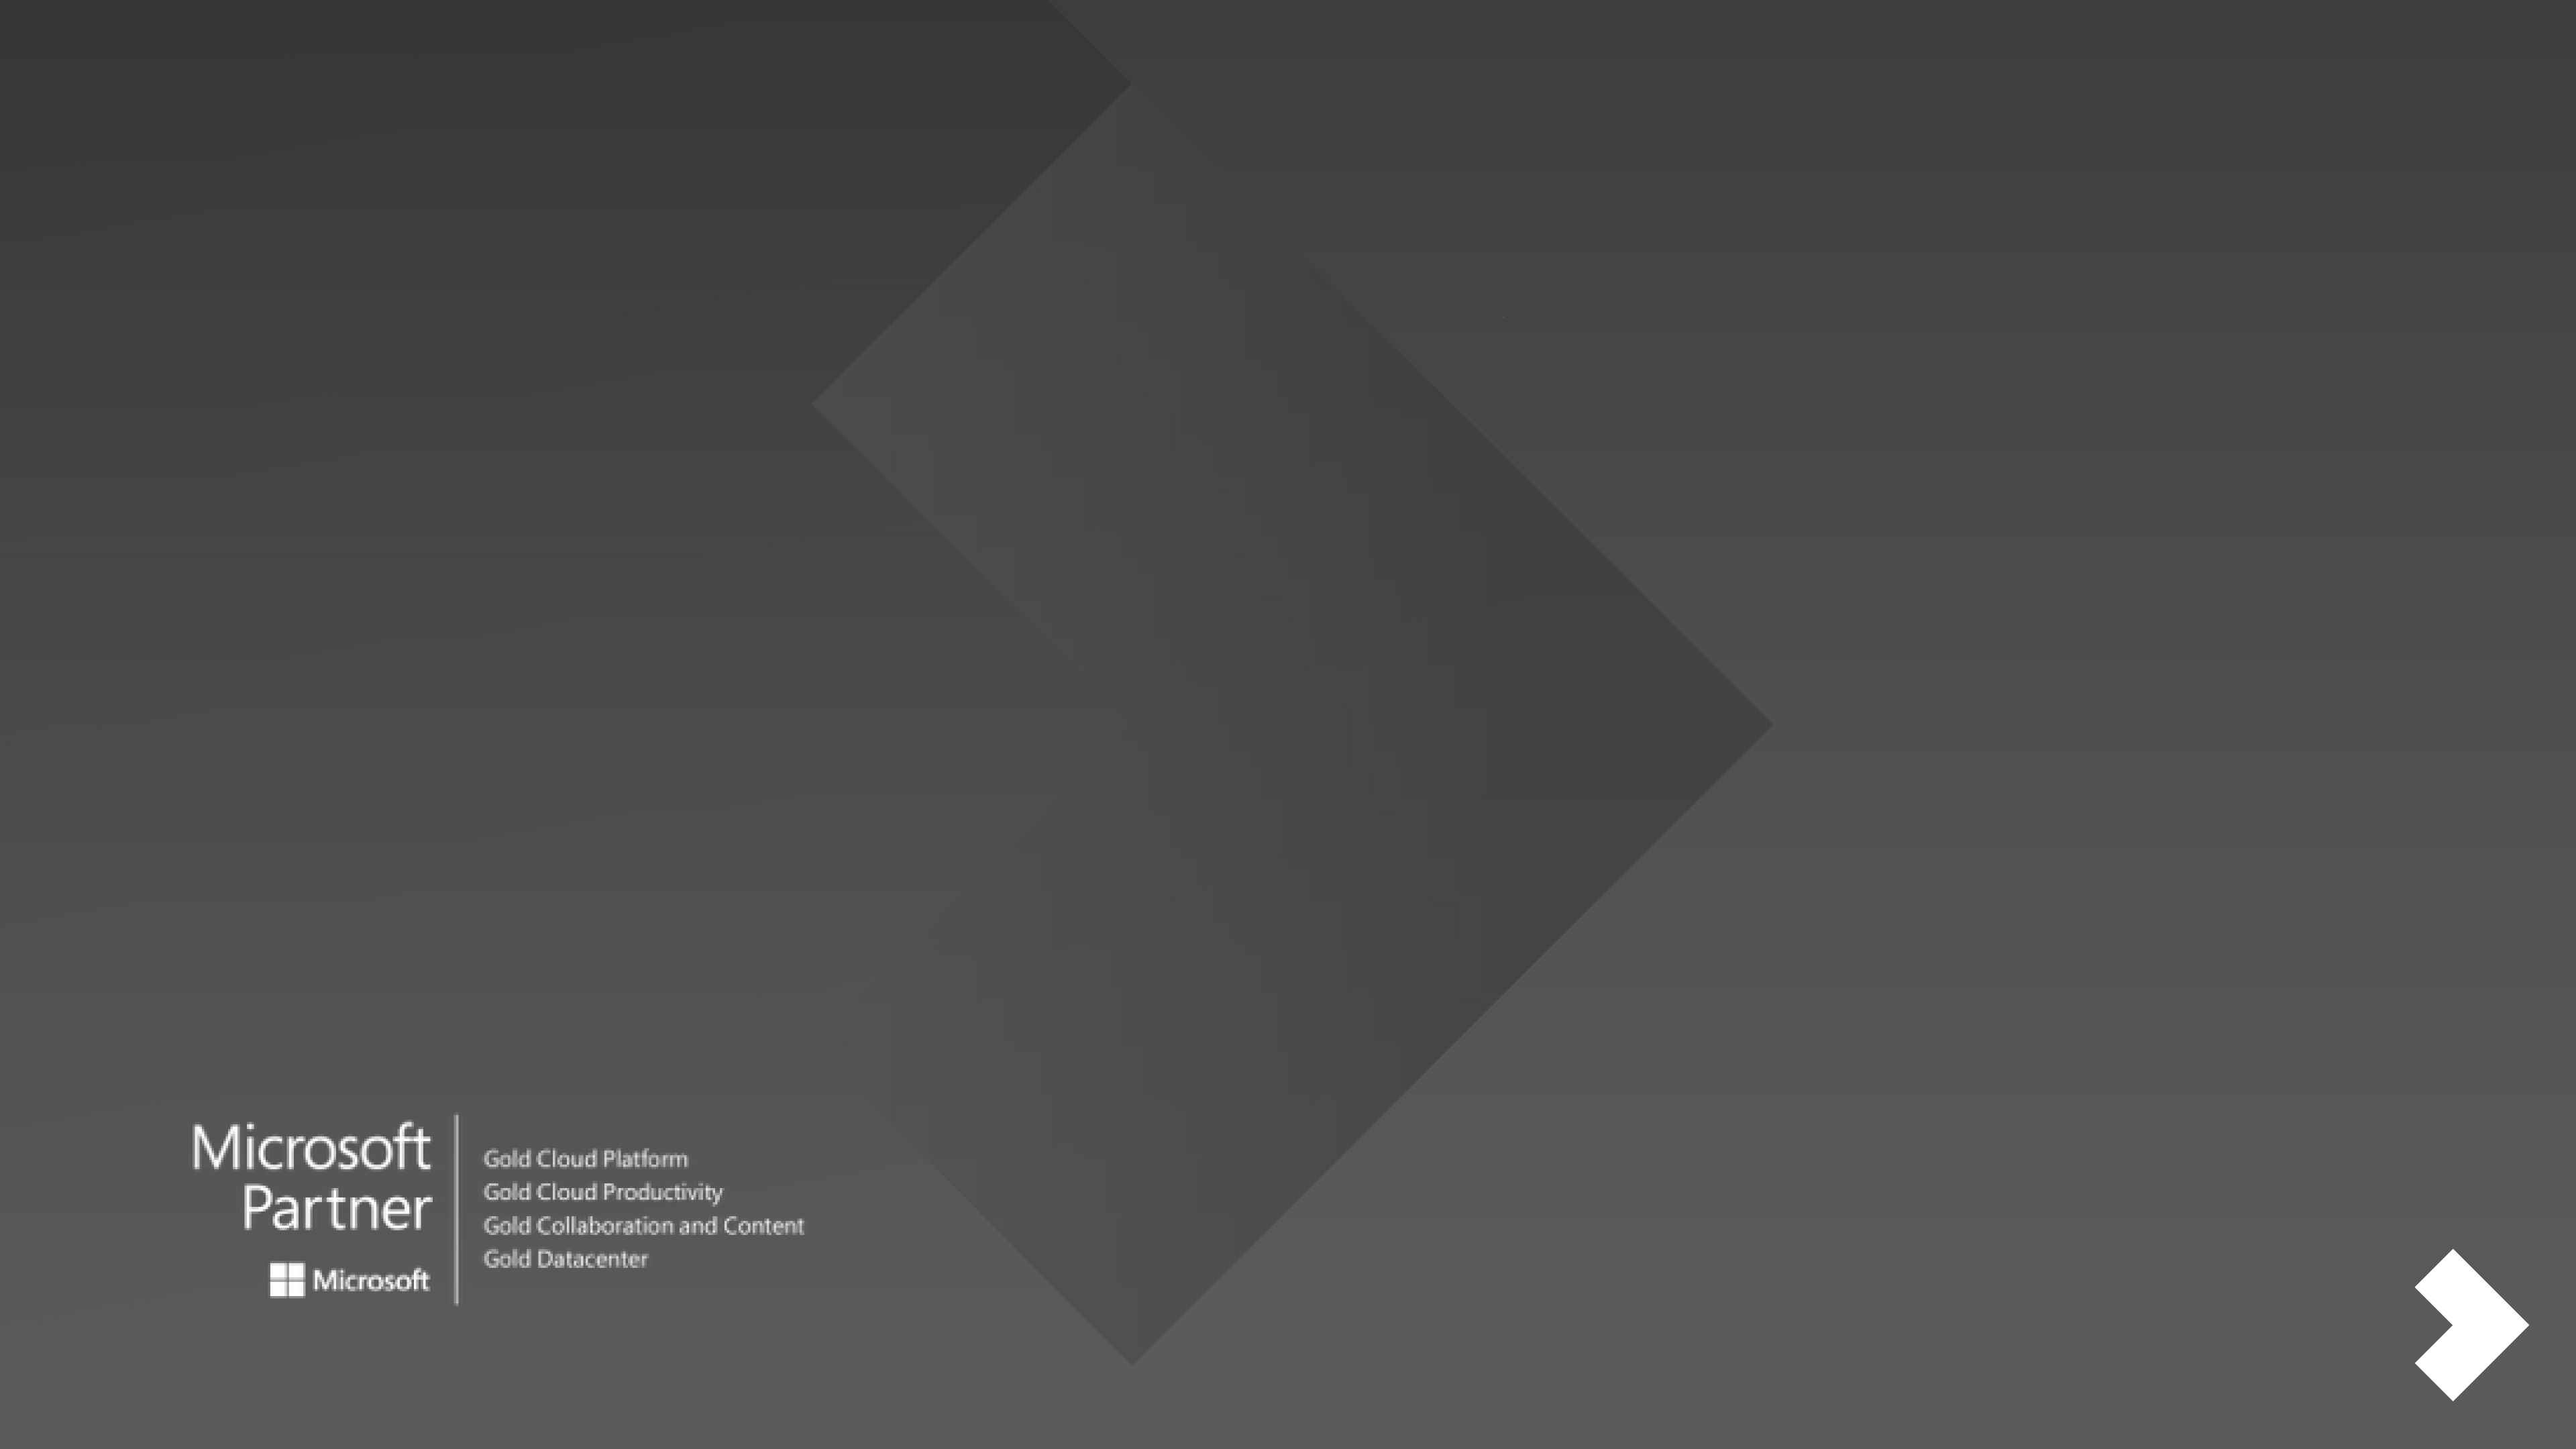 Microsoft
Partner
Microsoft
Gold Cloud Platform
Gold Cloud Productivity
Gold Collaboration and Content
Gold Datacenter